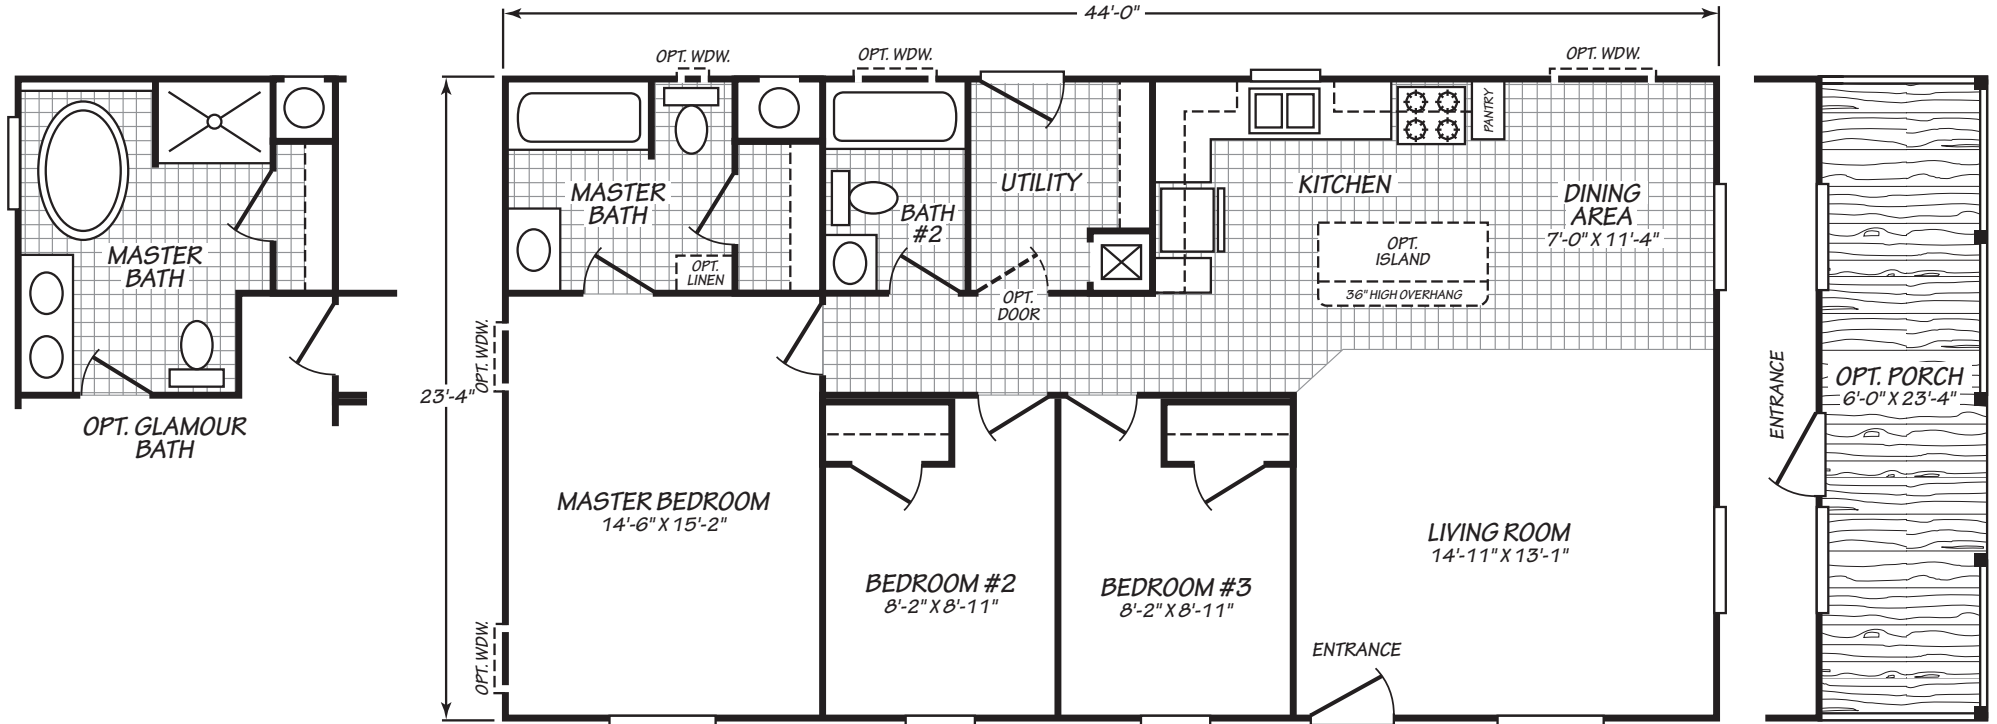 44'-0"
OPT. WDW.
OPT. WDW.
OPT. WDW.
PANTRY
MASTER
BATH
OPT.
LINEN
BATH
#2
UTILITY
OPT.
DOOR
KITCHEN
OPT.
ISLAND
36" HIGH OVERHANG
DINING
AREA
7'-0" X 11'-4"
MASTER
BATH
OPT. GLAMOUR
BATH
23'-4"
OPT. WDW.
OPT. WDW.
MASTER BEDROOM
14'-6" X 15'-2"
BEDROOM #2
8'-2" X 8'-11"
BEDROOM #3
8'-2" X 8'-11"
LIVING ROOM
14'-11" X 13'-1"
ENTRANCE
ENTRANCE
OPT. PORCH
6'-0" X 23'-4"